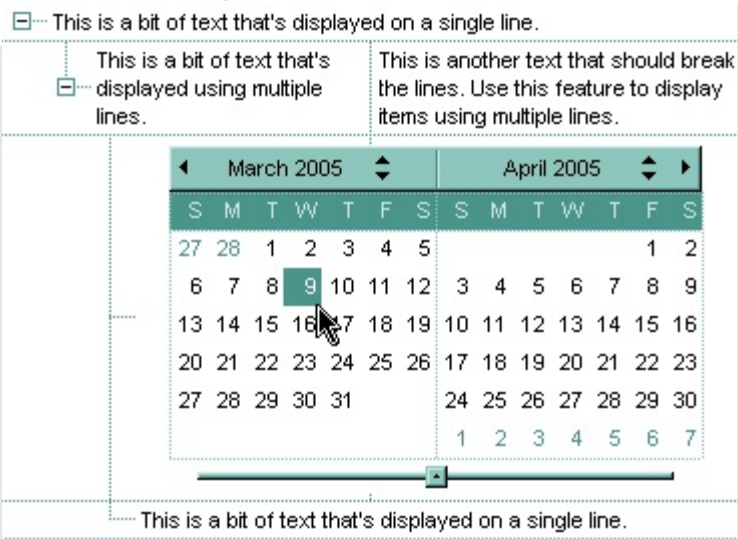 This is a bit of text that's displayed on a single line.
This is a bit of text that's
displayed using multiple
lines.
This is another text that should break
the lines. Use this feature to display
items using multiple lines.
March 2005 April 2005
S M T W T F S S M T W T F S
27 28 1 2 3 4 5 1 2
6 7 8 9 10 11 12 3 4 5 6 7 8 9
13 14 15 16 17 18 19 10 11 12 13 14 15 16
20 21 22 23 24 25 26 17 18 19 20 21 22 23
27 28 29 30 31 24 25 26 27 28 29 30
1 2 3 4 5 6 7
This is a bit of text that's displayed on a single line.